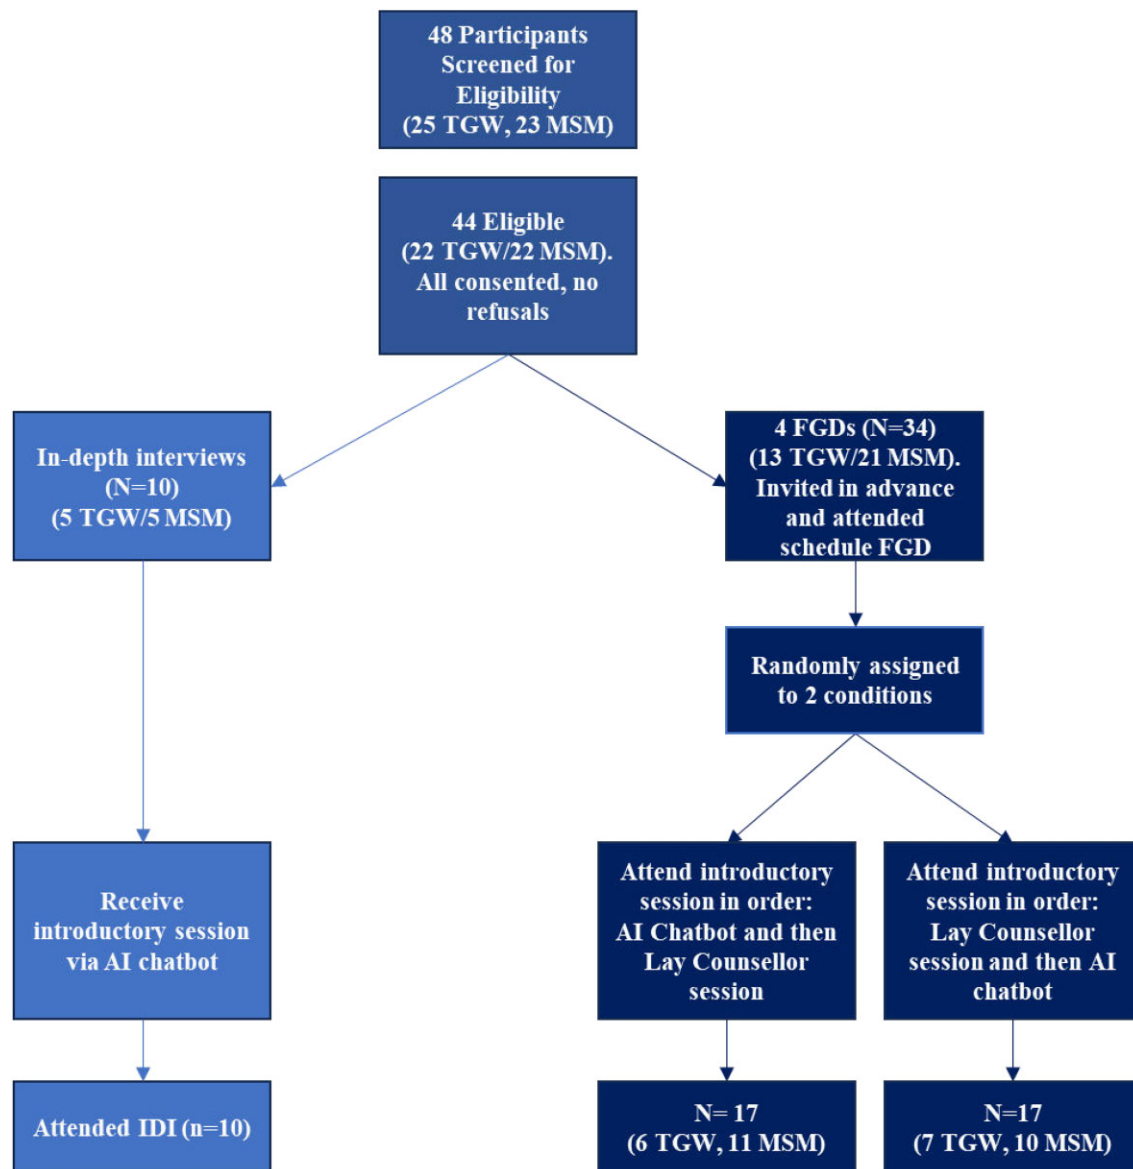 48 Participants
Screened for
Eligibility
(25 TGW, 23 MSM)
44 Eligible
(22 TGW/22 MSM).
All consented, no
refusals
In-depth interviews
(N=10)
(5 TGW/5 MSM)
4 FGDs (N=34)
(13 TGW/21 MSM).
Invited in advance
and attended
schedule FGD
Randomly assigned
to 2 conditions
Receive
introductory session
via AI chatbot
Attend introductory
session in order:
AI Chatbot and then
Lay Counsellor
session
Attend introductory
session in order:
Lay Counsellor
session and then AI
chatbot
Attended IDI (n=10)
N= 17
(6 TGW, 11 MSM)
N=17
(7 TGW, 10 MSM)